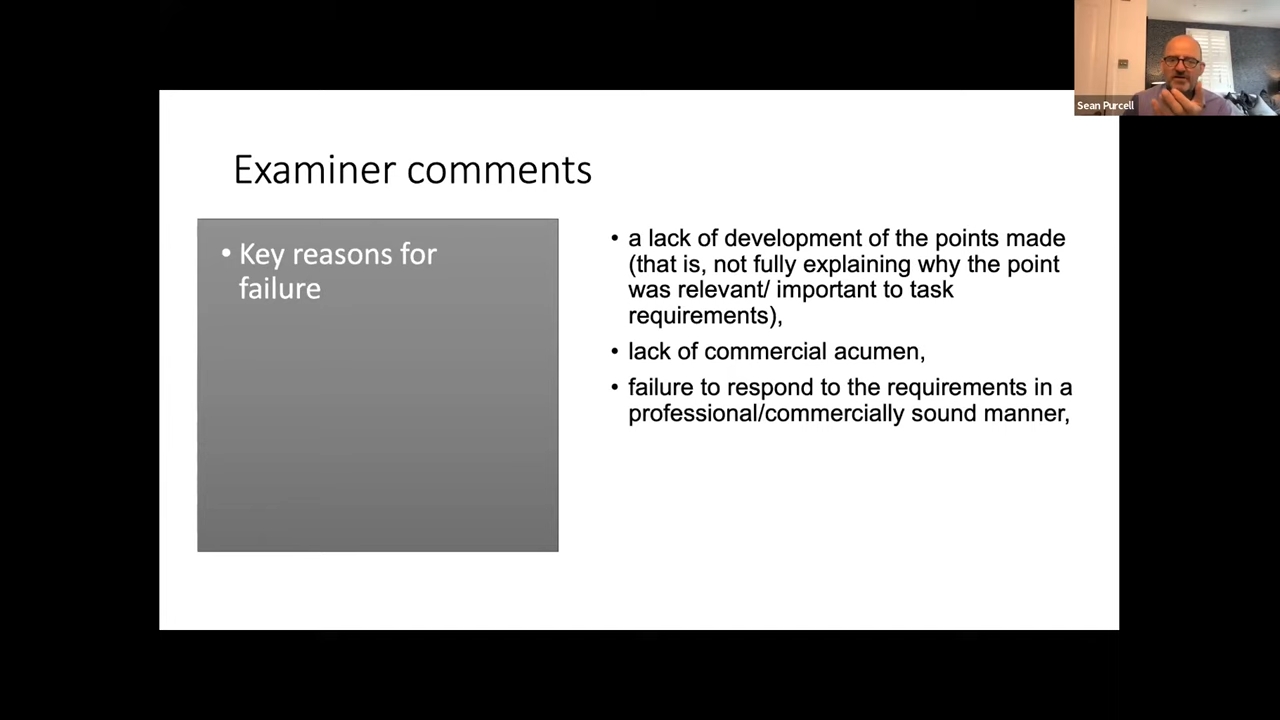 Sean Purcell
Examiner comments
• Key reasons for
failure
• a lack of development of the points made
(that is, not fully explaining why the point
was relevant/ important to task
requirements),
• lack of commercial acumen,
• failure to respond to the requirements in a
professional/commercially sound manner,